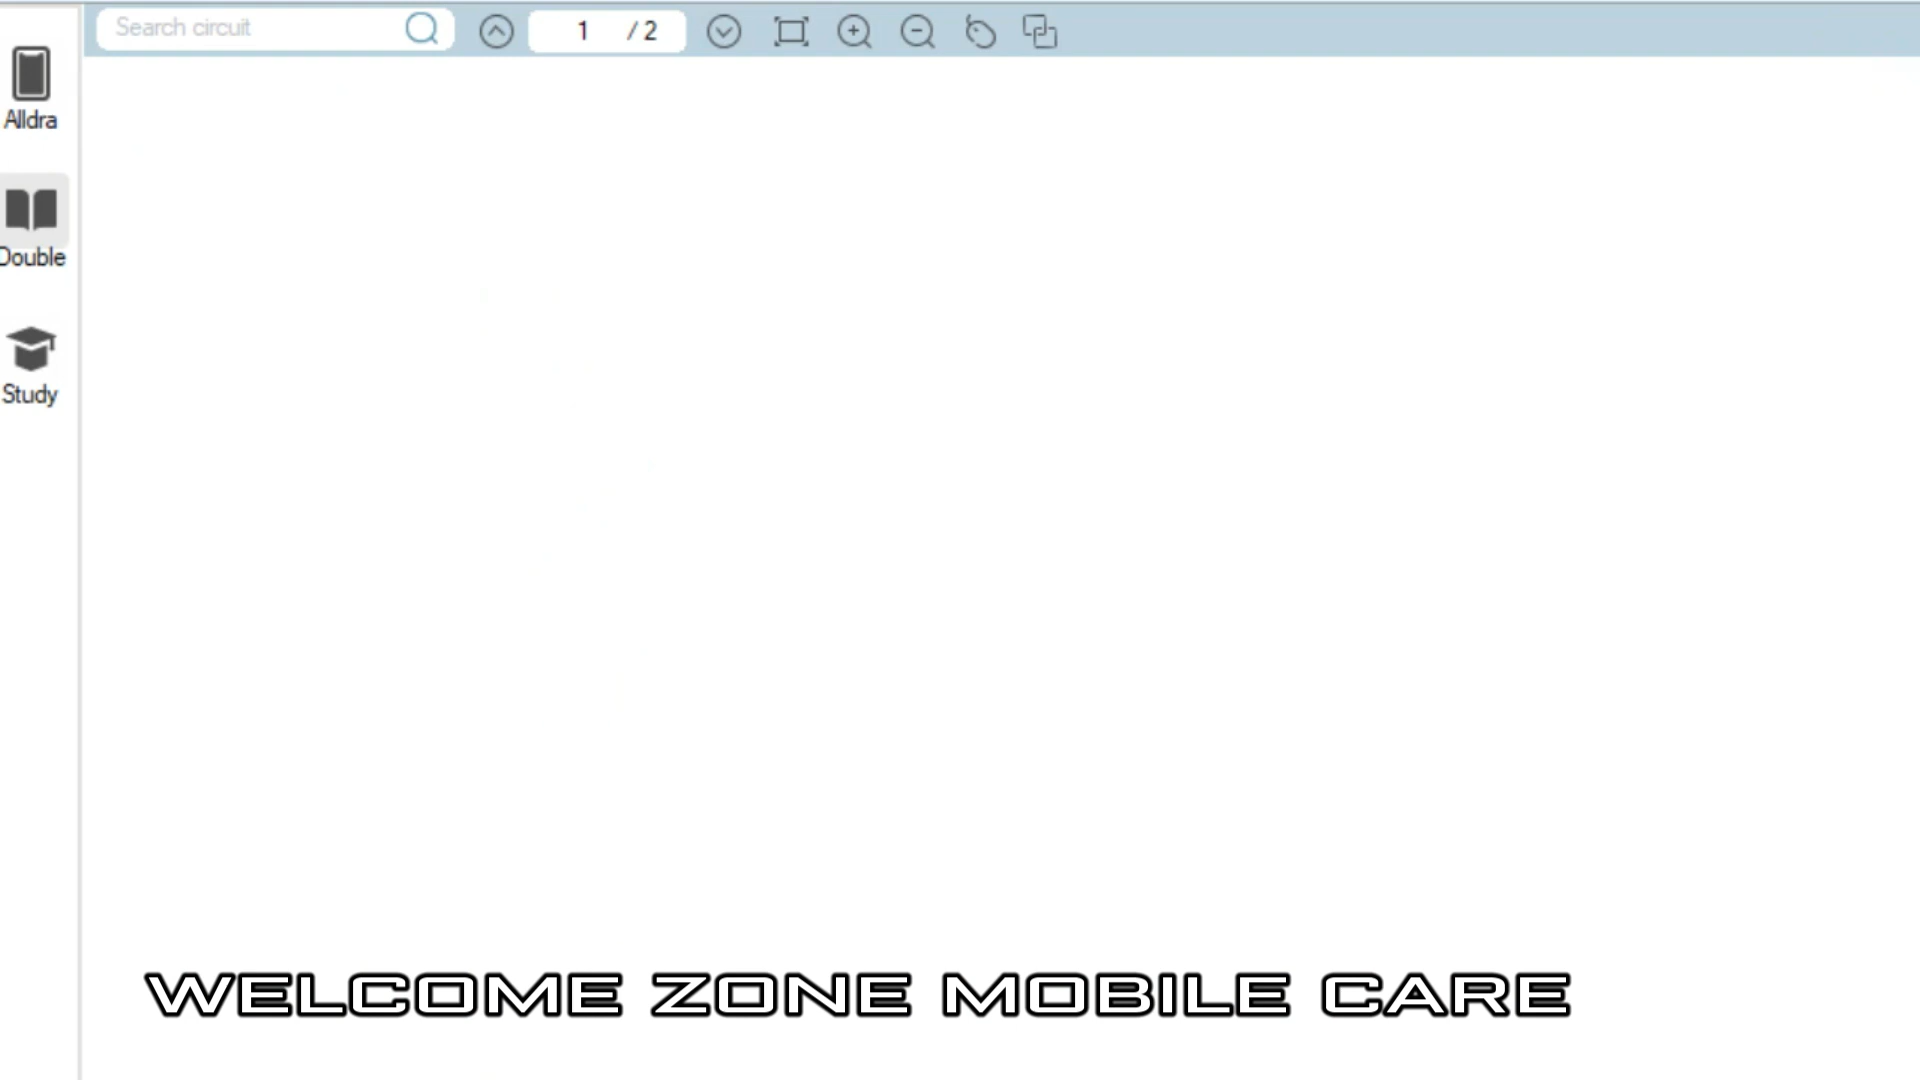 Search circuit
1 / 2
Alldra
Double
Study
WELCOME ZONE MOBILE CARE